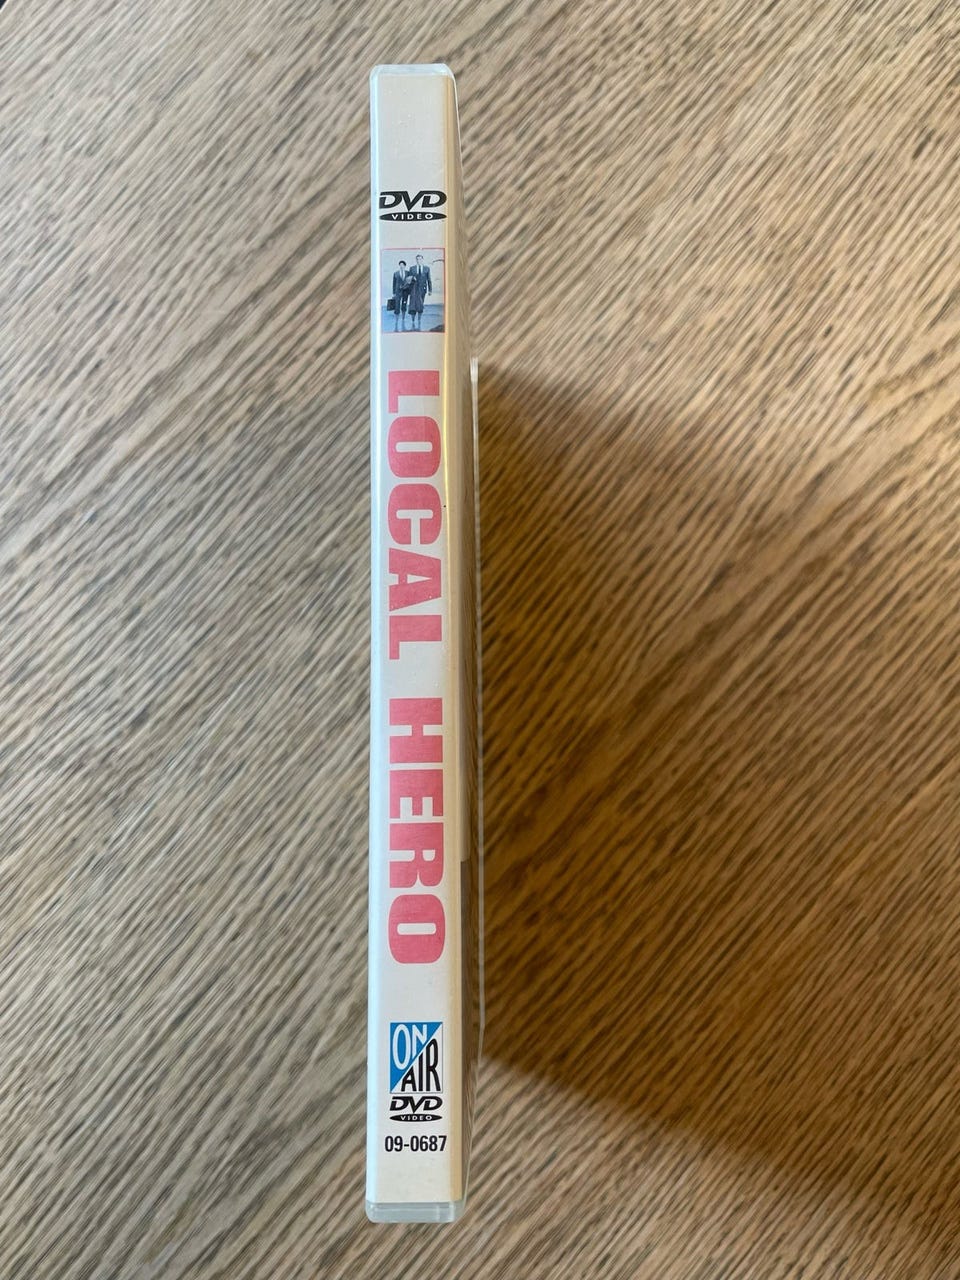 DVD
VIDEO
LOCAL HERO
ON
AIR
DVD
VIDEO
09-0687